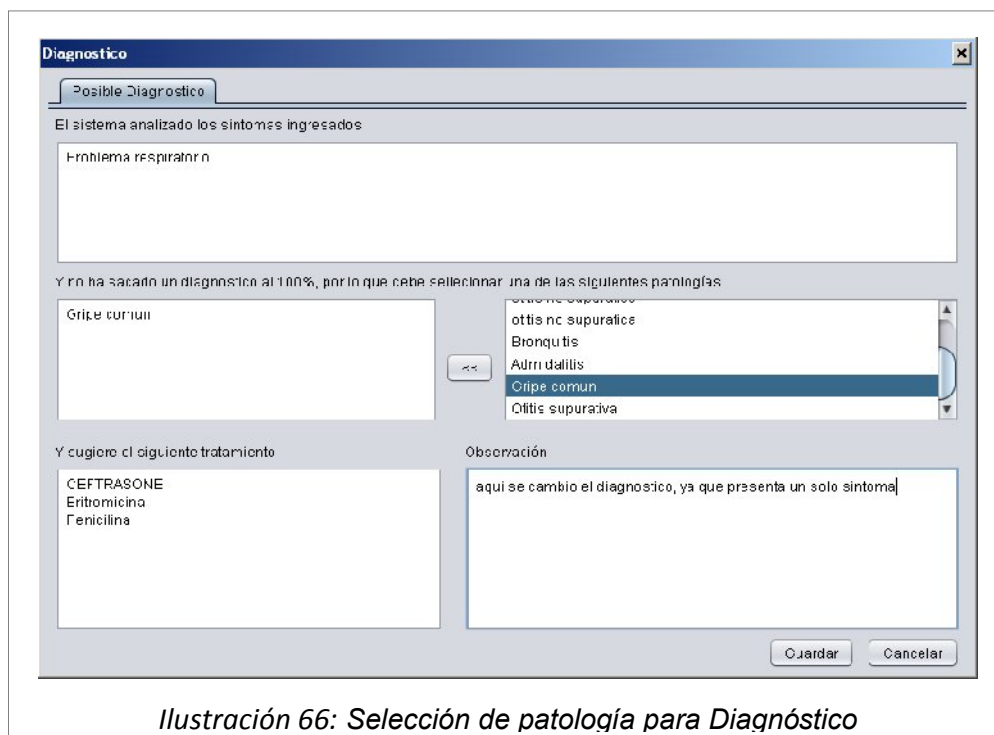 Diagnostico
Posible Diagnostico
El sistema analizado los sintomas ingresados
Problema respiratorio
Y no ha sacado un diagnostico al 100%, por lo que debe sellecionar una de las siguientes patologías
Gripe comun
<<
ottis no supuratica
Bronquitis
Gripe comun
Otitis supurativa
Y sugiere el siguiente tratamiento
Observación
CEFTRASONE
Eritromicina
Penicilina
aqui se cambio el diagnostico, ya que presenta un solo sintoma
Guardar
Cancelar
Ilustración 66: Selección de patología para Diagnóstico